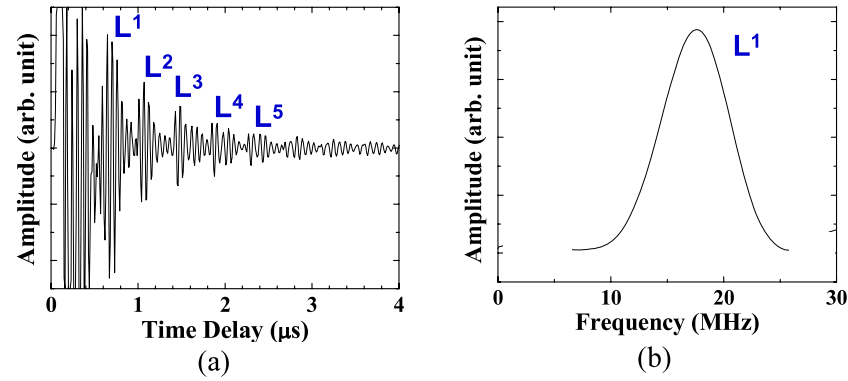 Amplitude (arb. unit)
L1
L2
L3
L4
L5
0
1
2
3
4
Time Delay (μs)
(a)
Amplitude (arb. unit)
L1
0
10
20
30
Frequency (MHz)
(b)